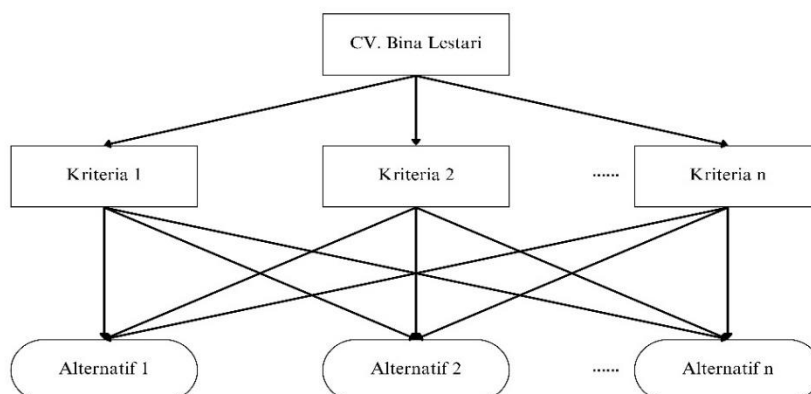 CV. Bina Lestari
Kriteria 1
Kriteria 2
......
Kriteria n
Alternatif 1
Alternatif 2
......
Alternatif n